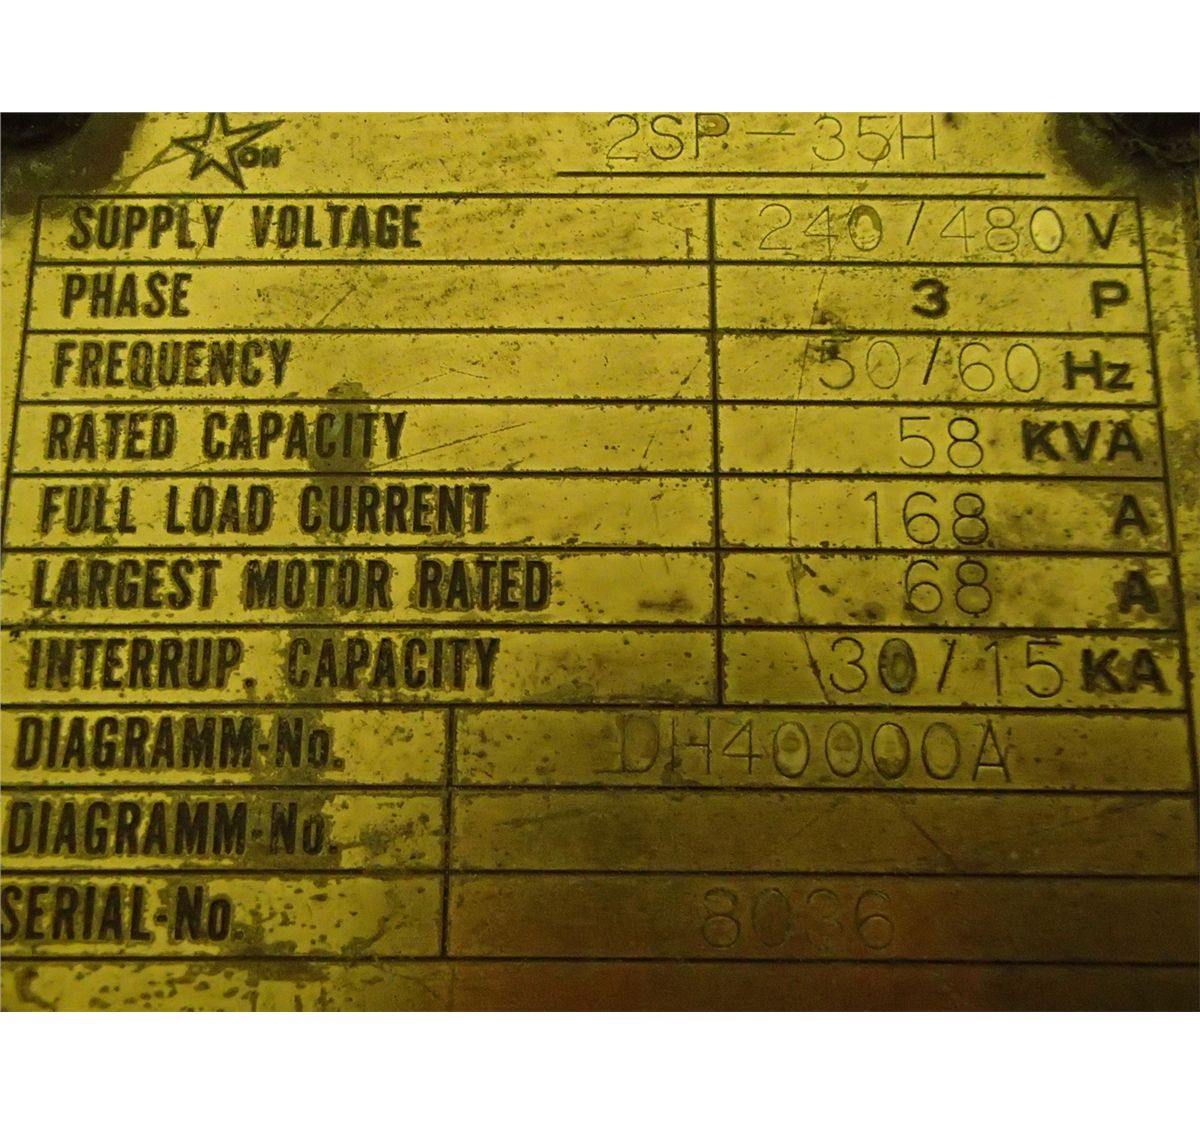 ON 2SP-35H
SUPPLY VOLTAGE 240/480 V
PHASE 3 P
FREQUENCY 50/60 Hz
RATED CAPACITY 58 KVA
FULL LOAD CURRENT 168 A
LARGEST MOTOR RATED 68 A
INTERRUP. CAPACITY 30/15 KA
DIAGRAMM-No. DH40000A
DIAGRAMM-No.
SERIAL-No. 8036